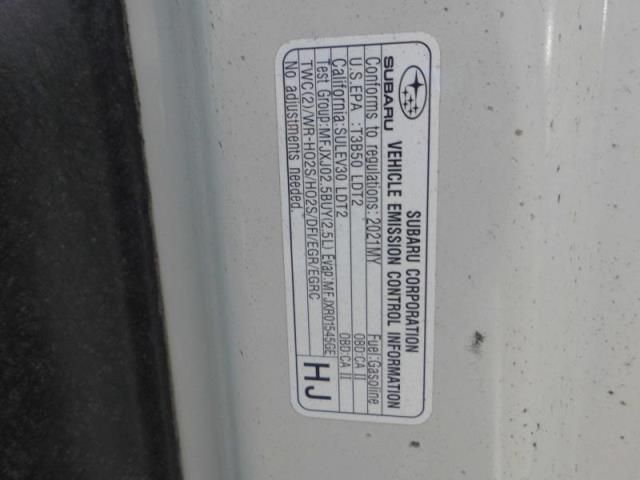 SUBARU CORPORATION
SUBARU VEHICLE EMISSION CONTROL INFORMATION
Conforms to regulations: 2021MY Fuel:Gasoline
U.S.EPA :T3B50 LDT2 OBD:CA II
California:SULEV30 LDT2 OBD:CA II
Test Group:MFJXJ02.5BUY(2.5L) Evap:MFJXR01545GE
TWC(2)/WR-HO2S/HO2S/DFI/EGR/EGRC
No adjustments needed.
HJ